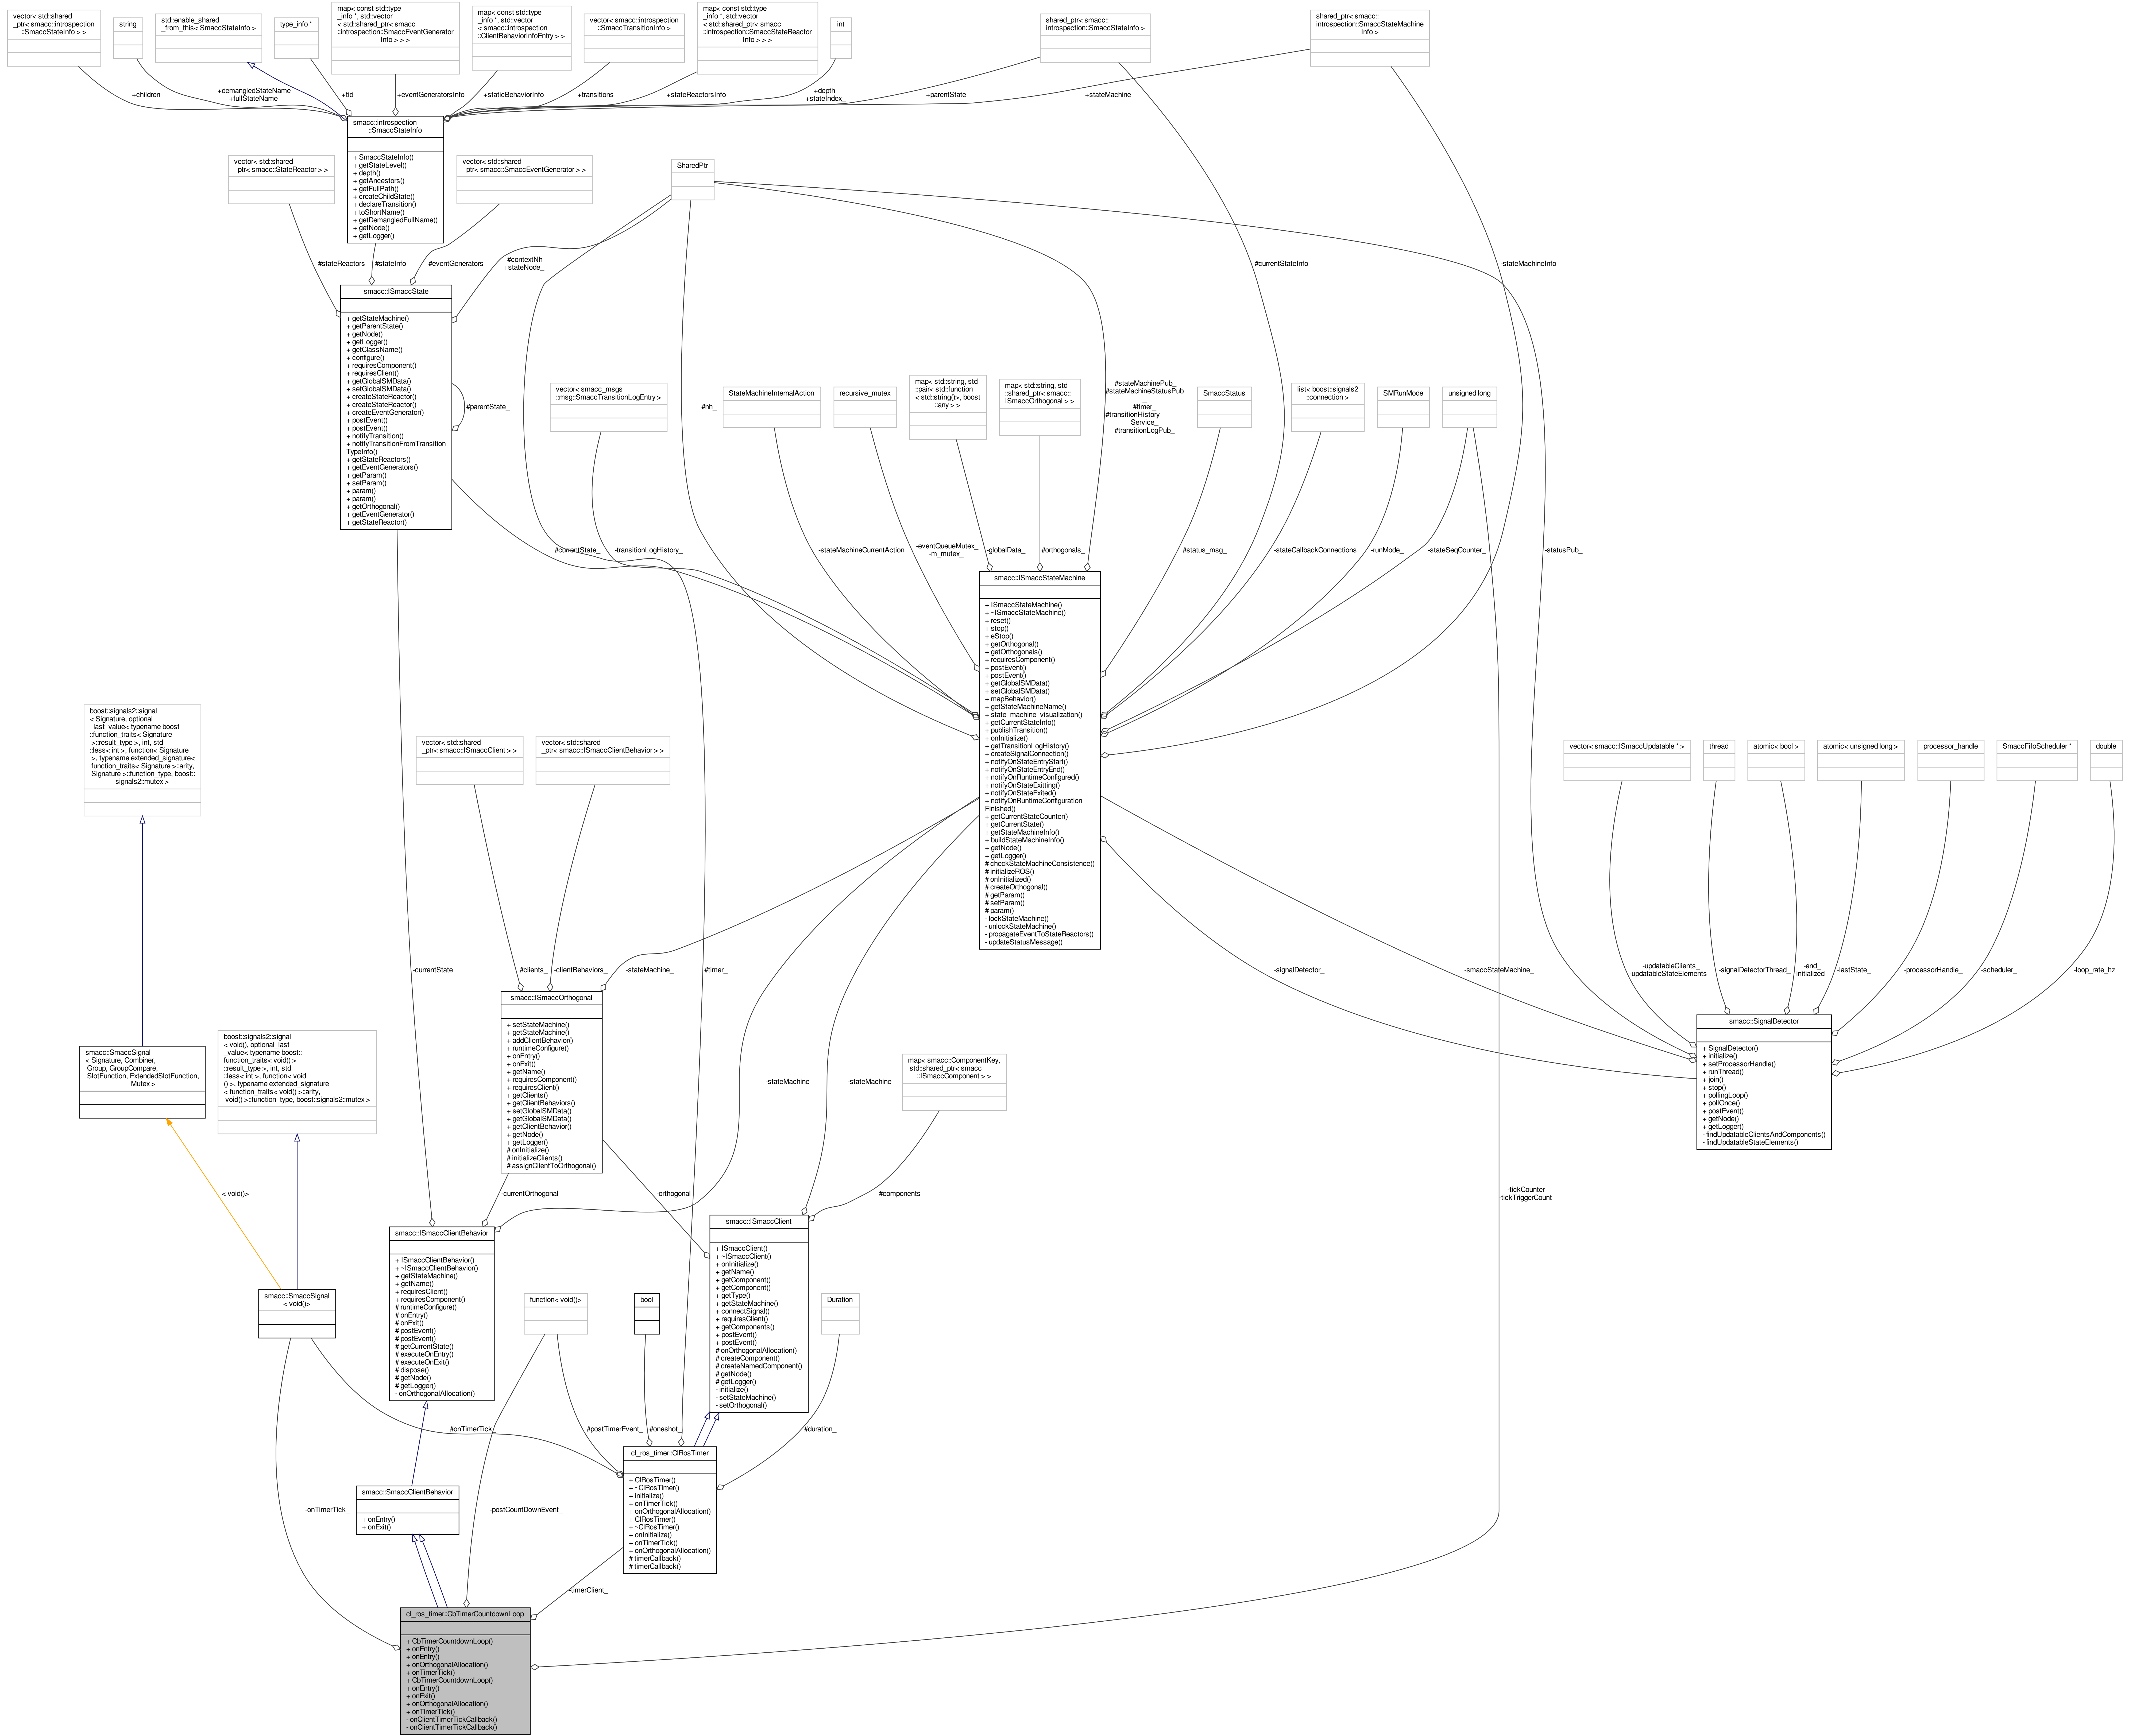 vector< std::shared
_ptr< smacc::introspection
::SmaccStateInfo > >
string
std::enable_shared
_from_this< SmaccStateInfo >
type_info *
map< const std::type
_info *, std::vector
< std::shared_ptr< smacc
::introspection::SmaccEventGenerator
Info > > >
map< const std::type
_info *, std::vector
< smacc::introspection
::ClientBehaviorInfoEntry > >
vector< smacc::introspection
::SmaccTransitionInfo >
map< const std::type
_info *, std::vector
< std::shared_ptr< smacc
::introspection::SmaccStateReactor
Info > > >
int
shared_ptr< smacc::
introspection::SmaccStateInfo >
shared_ptr< smacc::
introspection::SmaccStateMachine
Info >
+children_
+demangledStateName
+fullStateName
+tid_
+eventGeneratorsInfo
+staticBehaviorInfo
+transitions_
+stateReactorsInfo
+depth_
+stateIndex_
+parentState_
+stateMachine_
smacc::introspection
::SmaccStateInfo
+ SmaccStateInfo()
+ getStateLevel()
+ depth()
+ getAncestors()
+ getFullPath()
+ createChildState()
+ declareTransition()
+ toShortName()
+ getDemangledFullName()
+ getNode()
+ getLogger()
vector< std::shared
_ptr< smacc::StateReactor > >
vector< std::shared
_ptr< smacc::SmaccEventGenerator > >
SharedPtr
#stateReactors_
#stateInfo_
#eventGenerators_
#contextNh
+stateNode_
#currentStateInfo_
-stateMachineInfo_
smacc::ISmaccState
+ getStateMachine()
+ getParentState()
+ getNode()
+ getLogger()
+ getClassName()
+ configure()
+ requiresComponent()
+ requiresClient()
+ getGlobalSMData()
+ setGlobalSMData()
+ createStateReactor()
+ createStateReactor()
+ createEventGenerator()
+ postEvent()
+ postEvent()
+ notifyTransition()
+ notifyTransitionFromTransition
TypeInfo()
+ getStateReactors()
+ getEventGenerators()
+ getParam()
+ setParam()
+ param()
+ param()
+ getOrthogonal()
+ getEventGenerator()
+ getStateReactor()
#parentState_
vector< smacc_msgs
::msg::SmaccTransitionLogEntry >
#nh_
StateMachineInternalAction
recursive_mutex
map< std::string, std
::pair< std::function
< std::string()>, boost
::any > >
map< std::string, std
::shared_ptr< smacc::
ISmaccOrthogonal > >
#stateMachinePub_
#stateMachineStatusPub
_
#timer_
#transitionHistory
Service_
#transitionLogPub_
SmaccStatus
list< boost::signals2
::connection >
SMRunMode
unsigned long
#currentState_
-transitionLogHistory_
-stateMachineCurrentAction
-eventQueueMutex_
-m_mutex_
-globalData_
#orthogonals_
#status_msg_
-stateCallbackConnections
-runMode_
-stateSeqCounter_
-statusPub_
smacc::ISmaccStateMachine
+ ISmaccStateMachine()
+ ~ISmaccStateMachine()
+ reset()
+ stop()
+ eStop()
+ getOrthogonal()
+ getOrthogonals()
+ requiresComponent()
+ postEvent()
+ postEvent()
+ getGlobalSMData()
+ setGlobalSMData()
+ mapBehavior()
+ getStateMachineName()
+ state_machine_visualization()
+ getCurrentStateInfo()
+ publishTransition()
+ onInitialize()
+ getTransitionLogHistory()
+ createSignalConnection()
+ notifyOnStateEntryStart()
+ notifyOnStateEntryEnd()
+ notifyOnRuntimeConfigured()
+ notifyOnStateExitting()
+ notifyOnStateExited()
+ notifyOnRuntimeConfiguration
Finished()
+ getCurrentStateCounter()
+ getCurrentState()
+ getStateMachineInfo()
+ buildStateMachineInfo()
+ getNode()
+ getLogger()
# checkStateMachineConsistence()
# initializeROS()
# onInitialized()
# createOrthogonal()
# getParam()
# setParam()
# param()
- lockStateMachine()
- unlockStateMachine()
- propagateEventToStateReactors()
- updateStatusMessage()
boost::signals2::signal
< Signature, optional
_last_value< typename boost
::function_traits< Signature
>::result_type >, int, std
::less< int >, function< Signature
>, typename extended_signature<
function_traits< Signature >::arity,
Signature >::function_type, boost::
signals2::mutex >
vector< std::shared
_ptr< smacc::ISmaccClient > >
vector< std::shared
_ptr< smacc::ISmaccClientBehavior > >
vector< smacc::ISmaccUpdatable * >
thread
atomic< bool >
atomic< unsigned long >
processor_handle
SmaccFifoScheduler *
double
-currentState
#clients_
-clientBehaviors_
-stateMachine_
#timer_
-signalDetector_
-smaccStateMachine_
-updatableClients_
-updatableStateElements_
-signalDetectorThread_
-end_
-initialized_
-lastState_
-processorHandle_
-scheduler_
-loop_rate_hz
smacc::ISmaccOrthogonal
+ setStateMachine()
+ getStateMachine()
+ addClientBehavior()
+ runtimeConfigure()
+ onEntry()
+ onExit()
+ getName()
+ requiresComponent()
+ requiresClient()
+ getClients()
+ getClientBehaviors()
+ setGlobalSMData()
+ getGlobalSMData()
+ getClientBehavior()
+ getNode()
+ getLogger()
# onInitialize()
# initializeClients()
# assignClientToOrthogonal()
smacc::SignalDetector
+ SignalDetector()
+ initialize()
+ setProcessorHandle()
+ runThread()
+ join()
+ stop()
+ pollingLoop()
+ pollOnce()
+ postEvent()
+ getNode()
+ getLogger()
- findUpdatableClientsAndComponents()
- findUpdatableStateElements()
smacc::SmaccSignal
< Signature, Combiner,
Group, GroupCompare,
SlotFunction, ExtendedSlotFunction,
Mutex >
boost::signals2::signal
< void(), optional_last
_value< typename boost::
function_traits< void() >
::result_type >, int, std
::less< int >, function< void
() >, typename extended_signature
< function_traits< void() >::arity,
void() >::function_type, boost::signals2::mutex >
-stateMachine_
-stateMachine_
map< smacc::ComponentKey,
std::shared_ptr< smacc
::ISmaccComponent > >
< void()>
-currentOrthogonal
-orthogonal_
#components_
-tickCounter_
-tickTriggerCount_
smacc::ISmaccClientBehavior
+ ISmaccClientBehavior()
+ ~ISmaccClientBehavior()
+ getStateMachine()
+ getName()
+ requiresClient()
+ requiresComponent()
# runtimeConfigure()
# onEntry()
# onExit()
# postEvent()
# postEvent()
# getCurrentState()
# executeOnEntry()
# executeOnExit()
# dispose()
# getNode()
# getLogger()
- onOrthogonalAllocation()
smacc::ISmaccClient
+ ISmaccClient()
+ ~ISmaccClient()
+ onInitialize()
+ getName()
+ getComponent()
+ getComponent()
+ getType()
+ getStateMachine()
+ connectSignal()
+ requiresClient()
+ getComponents()
+ postEvent()
+ postEvent()
# onOrthogonalAllocation()
# createComponent()
# createNamedComponent()
# getNode()
# getLogger()
- initialize()
- setStateMachine()
- setOrthogonal()
smacc::SmaccSignal
< void()>
function< void()>
bool
Duration
#onTimerTick_
#postTimerEvent_
#oneshot_
#duration_
cl_ros_timer::ClRosTimer
+ ClRosTimer()
+ ~ClRosTimer()
+ initialize()
+ onTimerTick()
+ onOrthogonalAllocation()
+ ClRosTimer()
+ ~ClRosTimer()
+ onInitialize()
+ onTimerTick()
+ onOrthogonalAllocation()
# timerCallback()
# timerCallback()
smacc::SmaccClientBehavior
+ onEntry()
+ onExit()
-onTimerTick_
-postCountDownEvent_
-timerClient_
cl_ros_timer::CbTimerCountdownLoop
+ CbTimerCountdownLoop()
+ onEntry()
+ onEntry()
+ onOrthogonalAllocation()
+ onTimerTick()
+ CbTimerCountdownLoop()
+ onEntry()
+ onExit()
+ onOrthogonalAllocation()
+ onTimerTick()
- onClientTimerTickCallback()
- onClientTimerTickCallback()